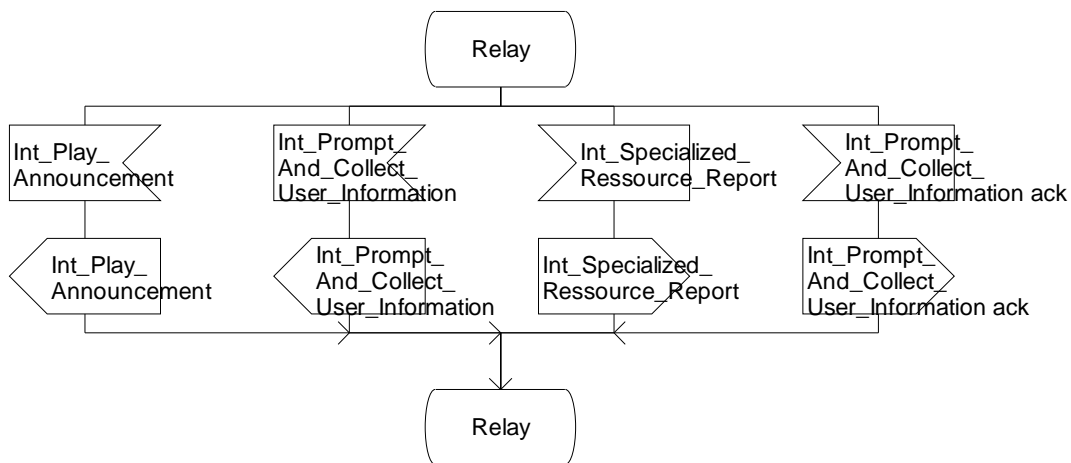 Relay
Int_Play_
Announcement
Int_Prompt_
And_Collect_
User_Information
Int_Specialized_
Ressource_Report
Int_Prompt_
And_Collect_
User_Information ack
Int_Play_
Announcement
Int_Prompt_
And_Collect_
User_Information
Int_Specialized_
Ressource_Report
Int_Prompt_
And_Collect_
User_Information ack
Relay